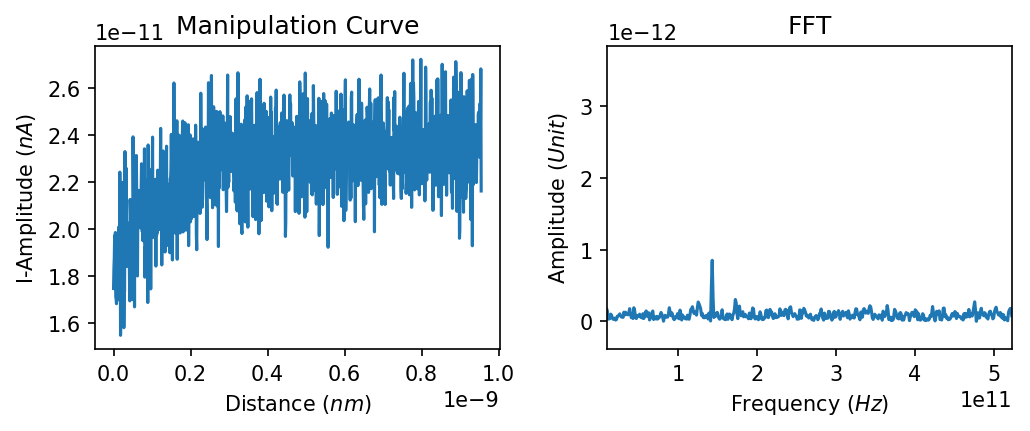 Manipulation Curve
1e−11
I-Amplitude (nA)
2.6
2.4
2.2
2.0
1.8
1.6
0.0 0.2 0.4 0.6 0.8 1.0
Distance (nm)
1e−9
FFT
1e−12
Amplitude (Unit)
3
2
1
0
1 2 3 4 5
Frequency (Hz)
1e11